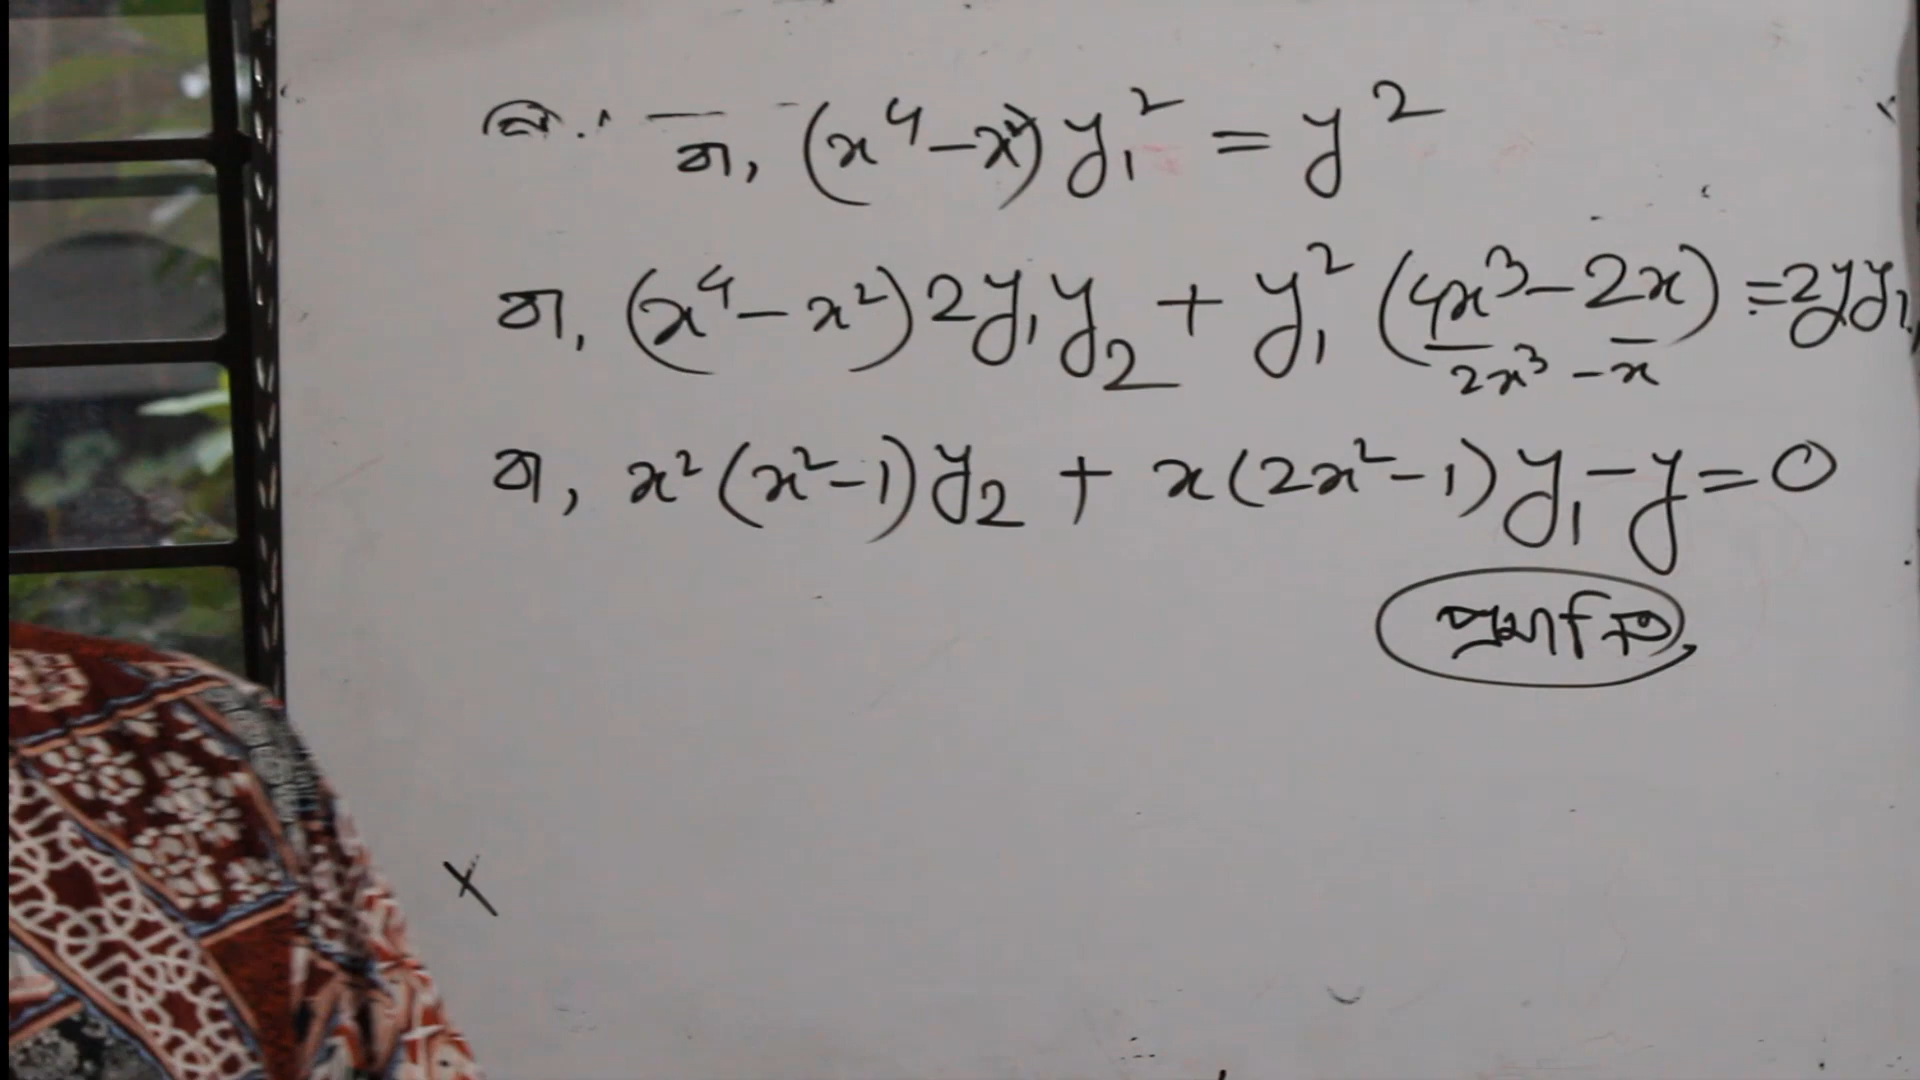 বা, (x⁴-x²) y₁² = y²
বা, (x⁴-x²) 2y₁y₂ + y₁² (4x³-2x) = 2yy₁
2x³ - x
বা, x²(x²-1)y₂ + x(2x²-1)y₁ - y = 0
প্রমাণিত